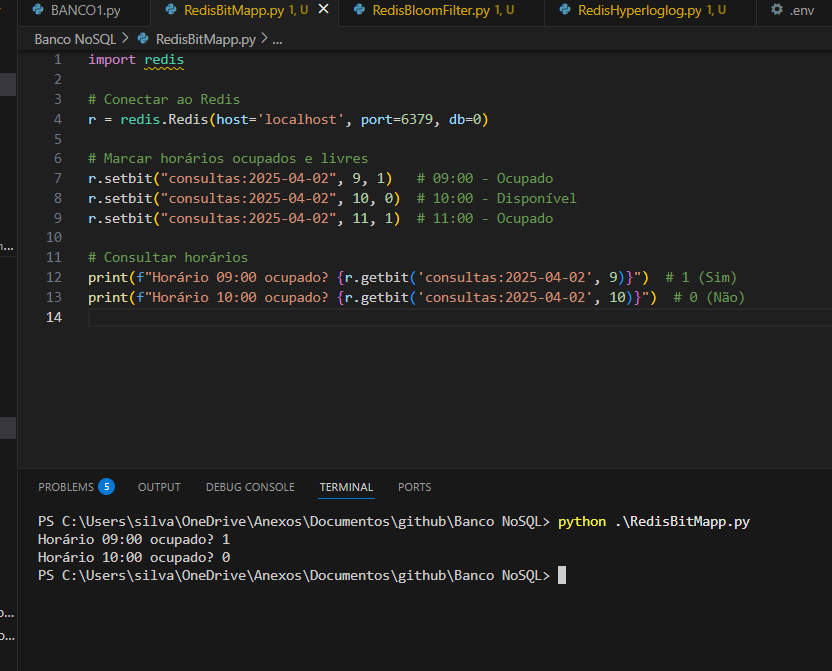 BANCO1.py RedisBitMapp.py 1, U RedisBloomFilter.py 1, U RedisHyperloglog.py 1, U .env
Banco NoSQL > RedisBitMapp.py > ...
1 import redis
2
3 # Conectar ao Redis
4 r = redis.Redis(host='localhost', port=6379, db=0)
5
6 # Marcar horários ocupados e livres
7 r.setbit("consultas:2025-04-02", 9, 1)   # 09:00 - Ocupado
8 r.setbit("consultas:2025-04-02", 10, 0)  # 10:00 - Disponível
9 r.setbit("consultas:2025-04-02", 11, 1)  # 11:00 - Ocupado
10
11 # Consultar horários
12 print(f"Horário 09:00 ocupado? {r.getbit('consultas:2025-04-02', 9)}")  # 1 (Sim)
13 print(f"Horário 10:00 ocupado? {r.getbit('consultas:2025-04-02', 10)}")  # 0 (Não)
14
PROBLEMS 5 OUTPUT DEBUG CONSOLE TERMINAL PORTS
PS C:\Users\silva\OneDrive\Anexos\Documentos\github\Banco NoSQL> python .\RedisBitMapp.py
Horário 09:00 ocupado? 1
Horário 10:00 ocupado? 0
PS C:\Users\silva\OneDrive\Anexos\Documentos\github\Banco NoSQL>